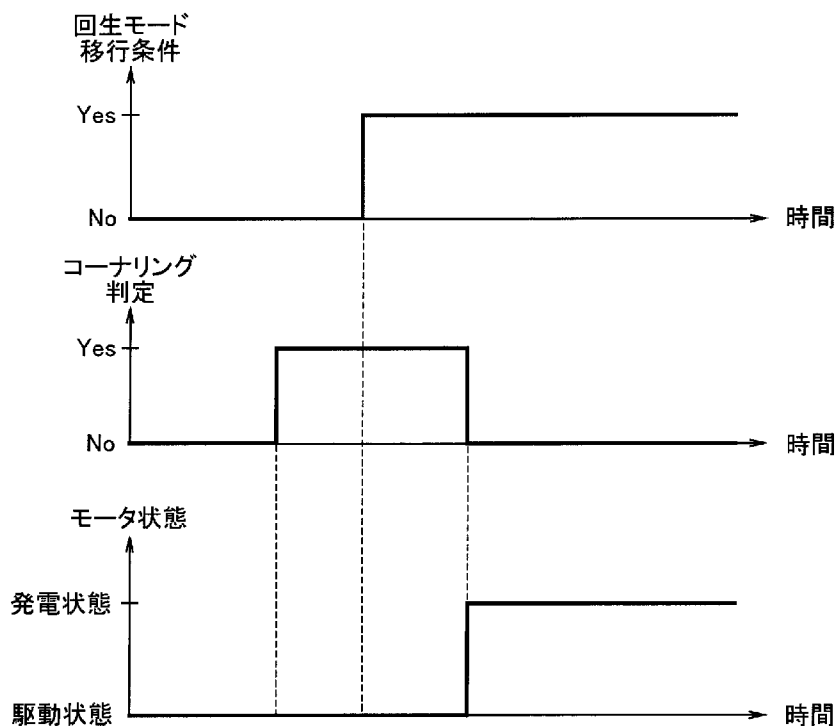 回生モード
移行条件
Yes
No
時間
コーナリング
判定
Yes
No
時間
モータ状態
発電状態
駆動状態
時間